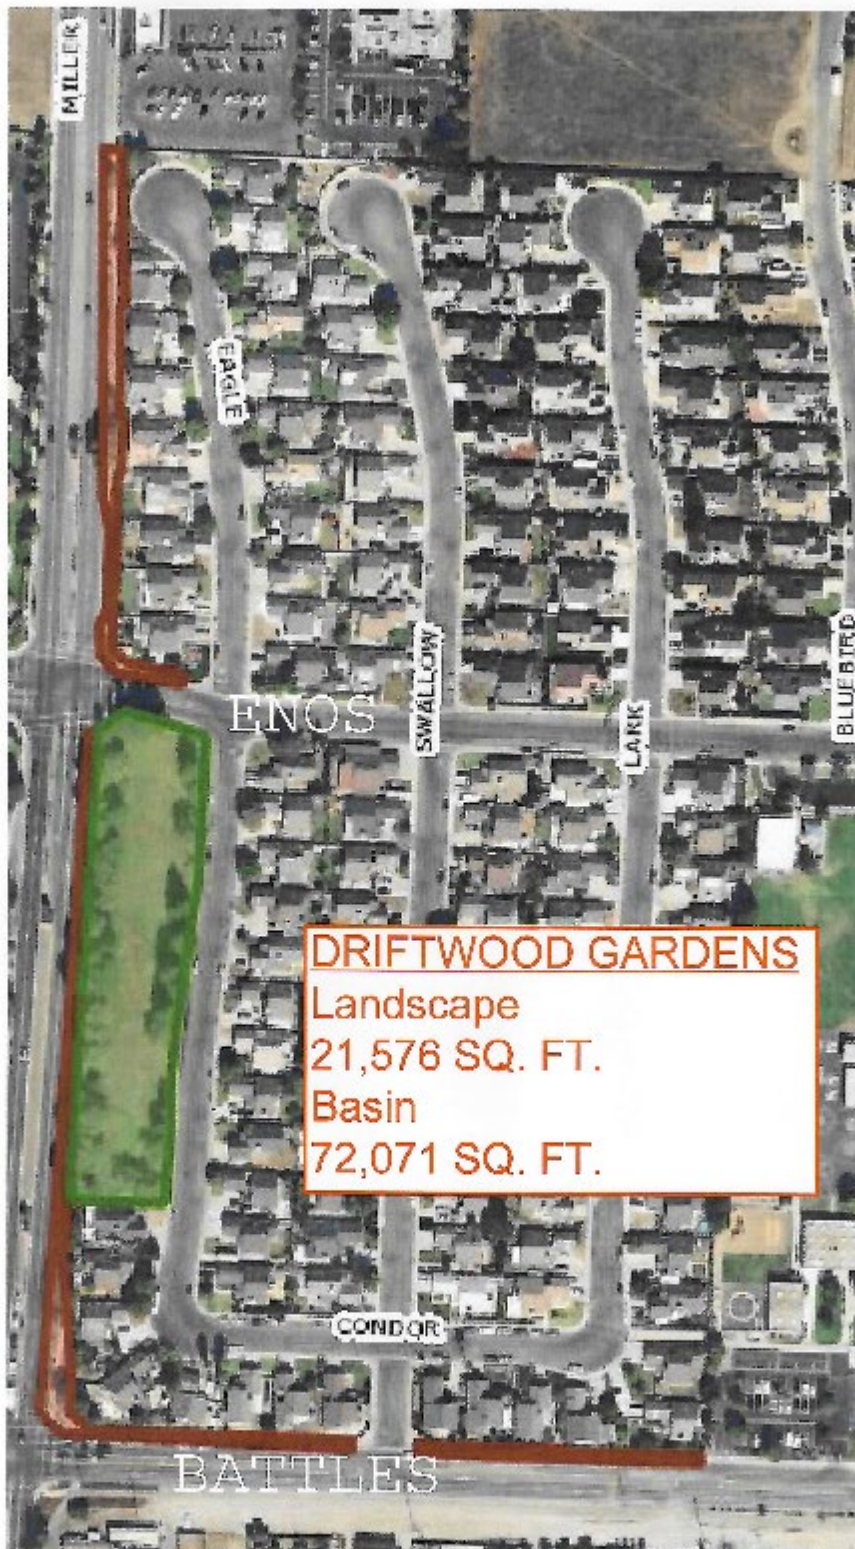 MILLER
EAGLE
SWALLOW
LARK
BLUEBIRD
ENOS
DRIFTWOOD GARDENS
Landscape
21,576 SQ. FT.
Basin
72,071 SQ. FT.
CONDOR
BATTLES